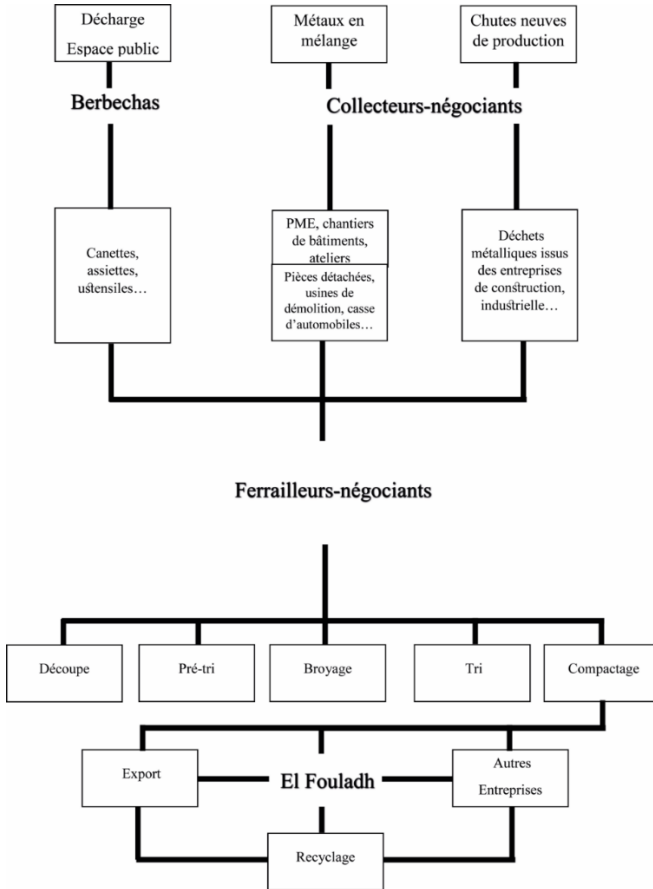 Décharge
Espace public
Métaux en
mélange
Chutes neuves
de production
Berbechas
Collecteurs-négociants
Canettes,
assiettes,
ustensiles…
PME, chantiers
de bâtiments,
ateliers
Pièces détachées,
usines de
démolition, casse
d’automobiles…
Déchets
métalliques issus
des entreprises
de construction,
industrielle…
Ferrailleurs-négociants
Découpe
Pré-tri
Broyage
Tri
Compactage
Export
El Fouladh
Autres
Entreprises
Recyclage